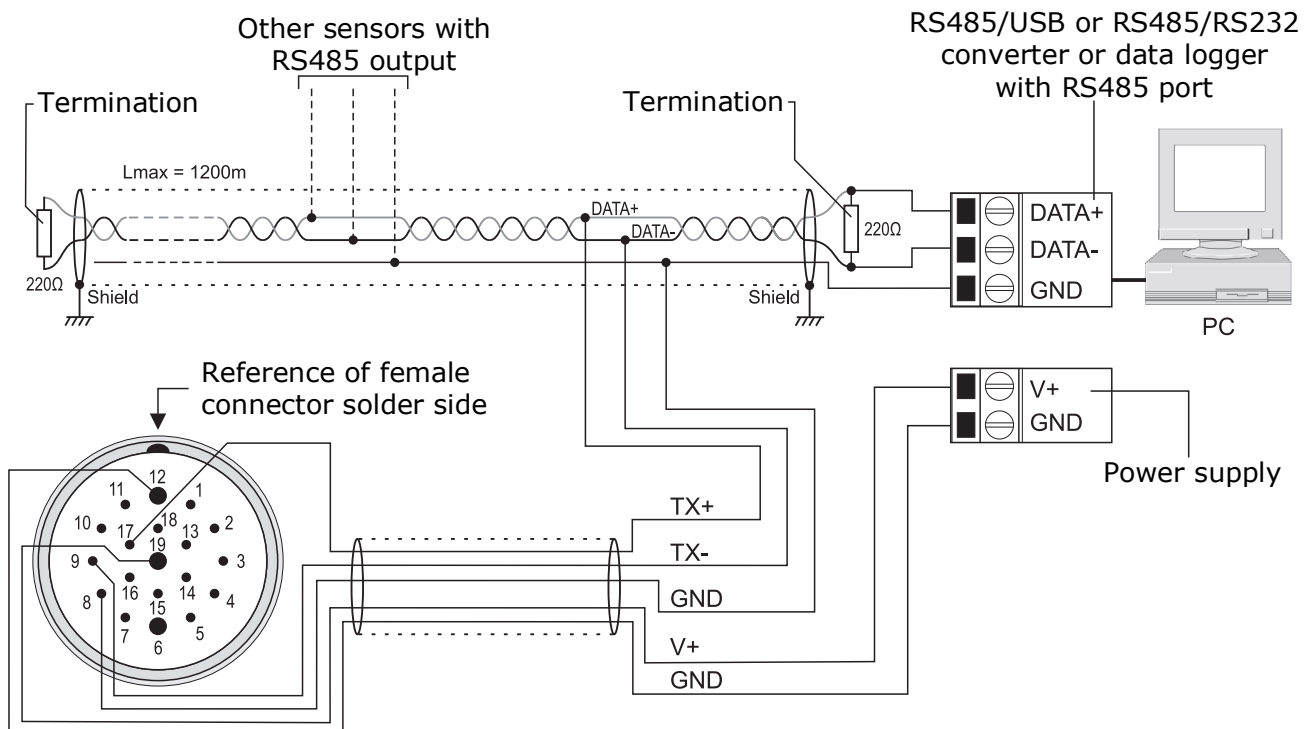 Other sensors with
RS485 output
RS485/USB or RS485/RS232
converter or data logger
with RS485 port
Termination
Termination
Lmax = 1200m
DATA+
DATA-
220Ω
220Ω
Shield
Shield
DATA+
DATA-
GND
PC
Reference of female
connector solder side
V+
GND
Power supply
12
11
1
10
17
18
13
2
9
19
3
8
16
15
14
4
7
6
5
TX+
TX-
GND
V+
GND